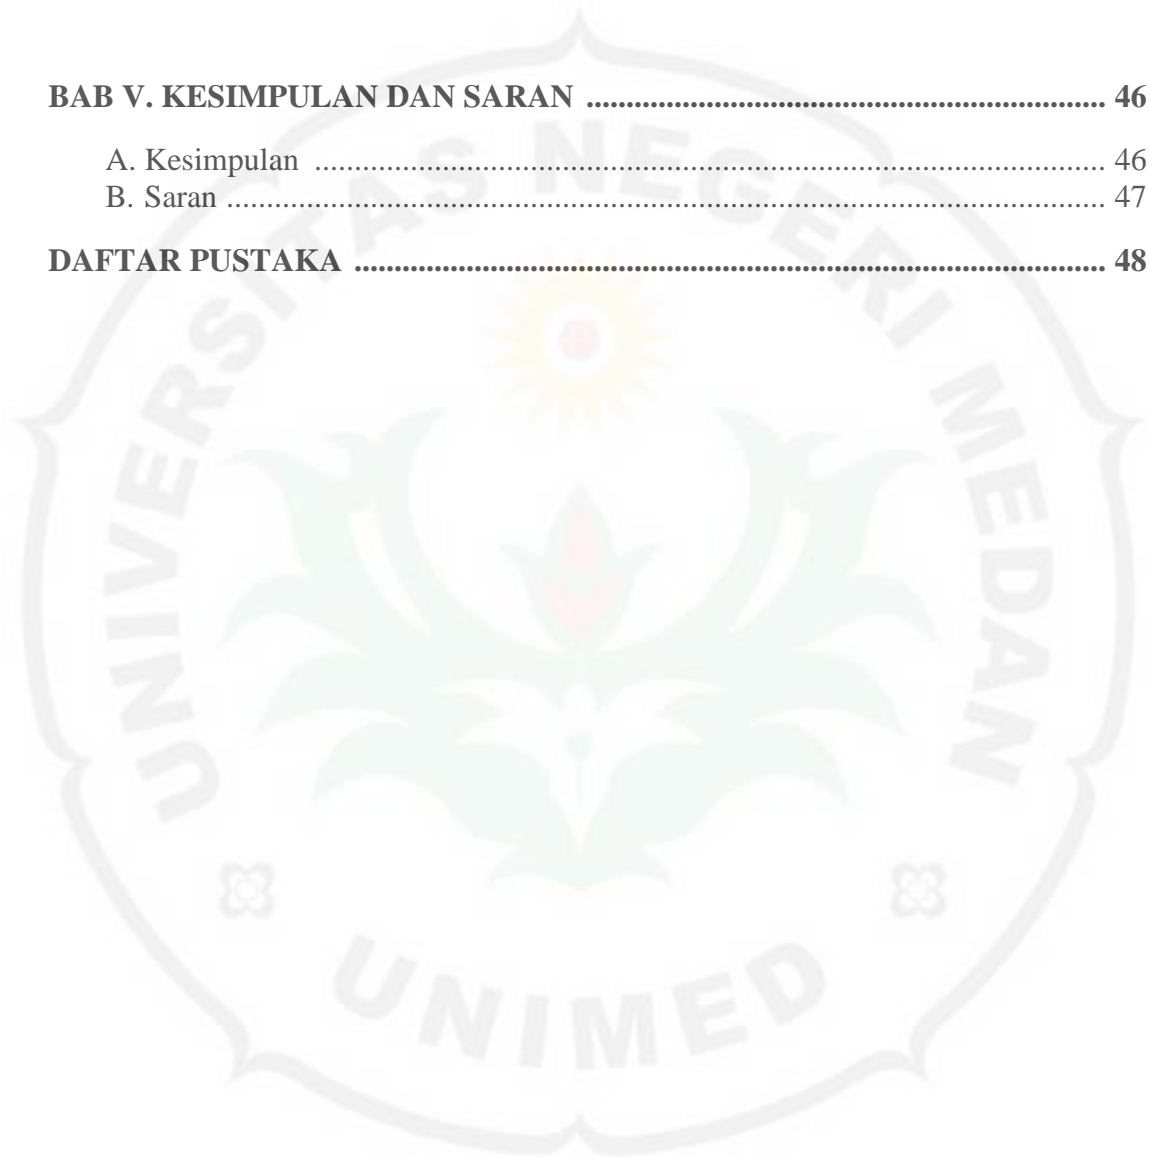 BAB V. KESIMPULAN DAN SARAN .................................................................................. 46
A. Kesimpulan .................................................................................................. 46
B. Saran ............................................................................................................. 47
DAFTAR PUSTAKA .............................................................................................. 48
UNIVERSITAS NEGERI MEDAN
UNIMED